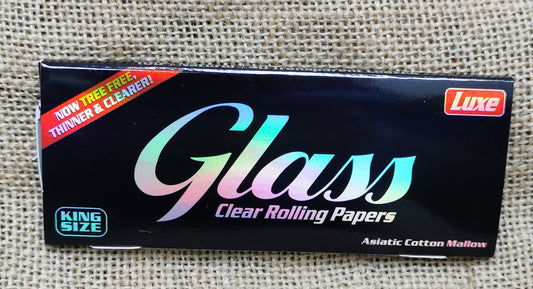 NOW TREE FREE,
THINNER & CLEARER!
Luxe
Glass
Clear Rolling Papers
KING
SIZE
Asiatic Cotton Mallow